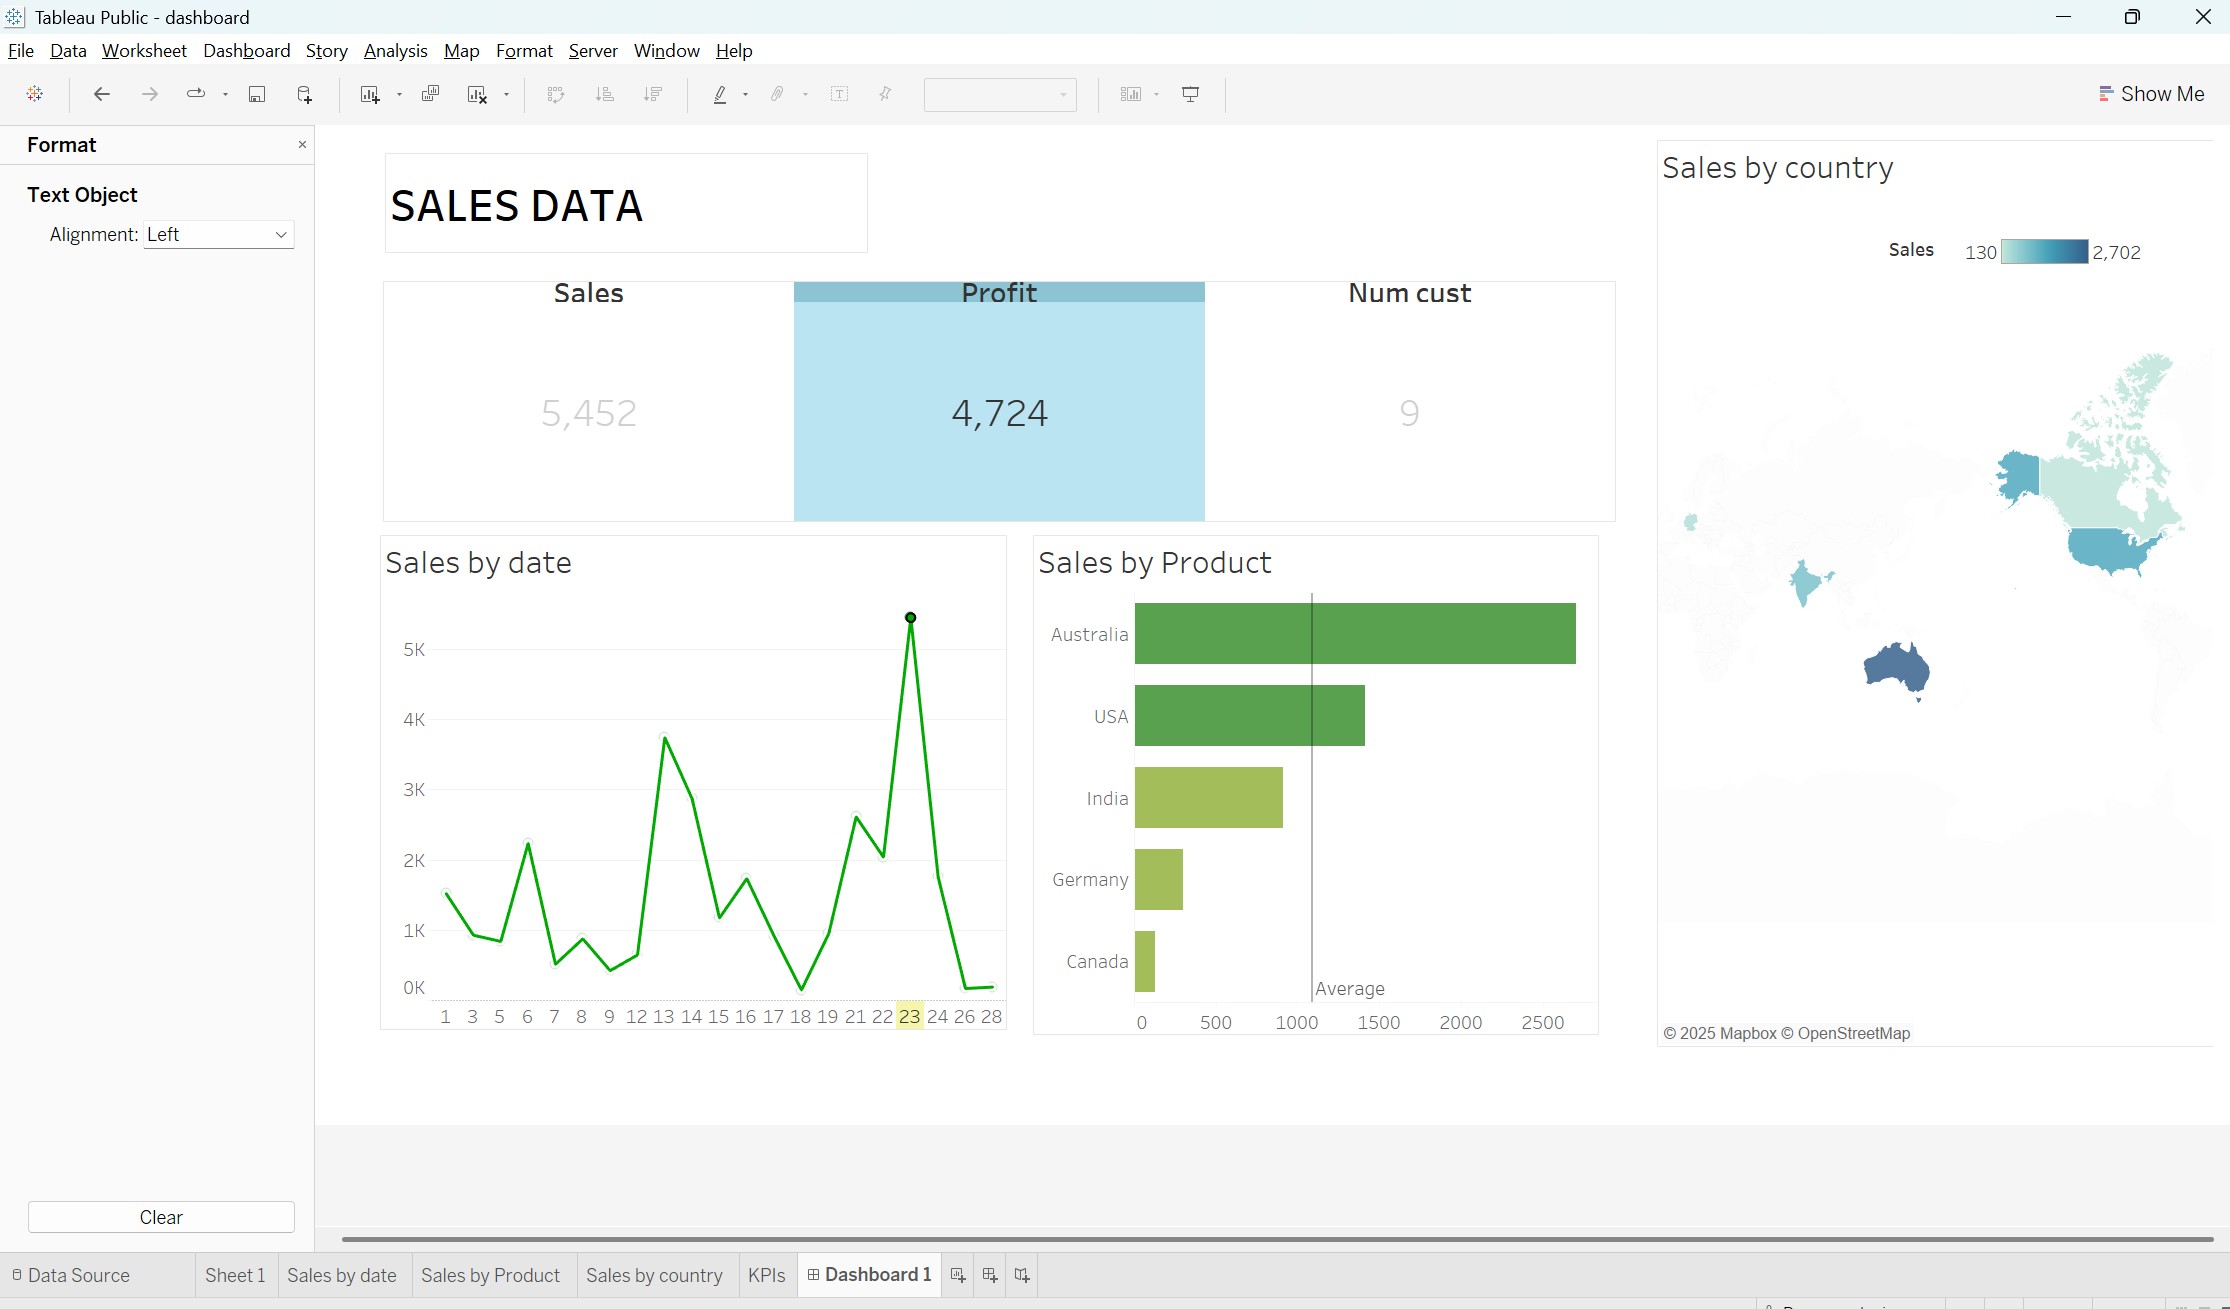 Tableau Public - dashboard
File Data Worksheet Dashboard Story Analysis Map Format Server Window Help
Show Me
Format
Text Object
Alignment: Left
Clear
SALES DATA
Sales Profit Num cust
5,452 4,724 9
Sales by date
5K
4K
3K
2K
1K
0K
1 3 5 6 7 8 9 12 13 14 15 16 17 18 19 21 22 23 24 26 28
Sales by Product
Australia
USA
India
Germany
Canada
Average
0 500 1000 1500 2000 2500
Sales by country
Sales 130 2,702
© 2025 Mapbox © OpenStreetMap
Data Source Sheet 1 Sales by date Sales by Product Sales by country KPIs Dashboard 1